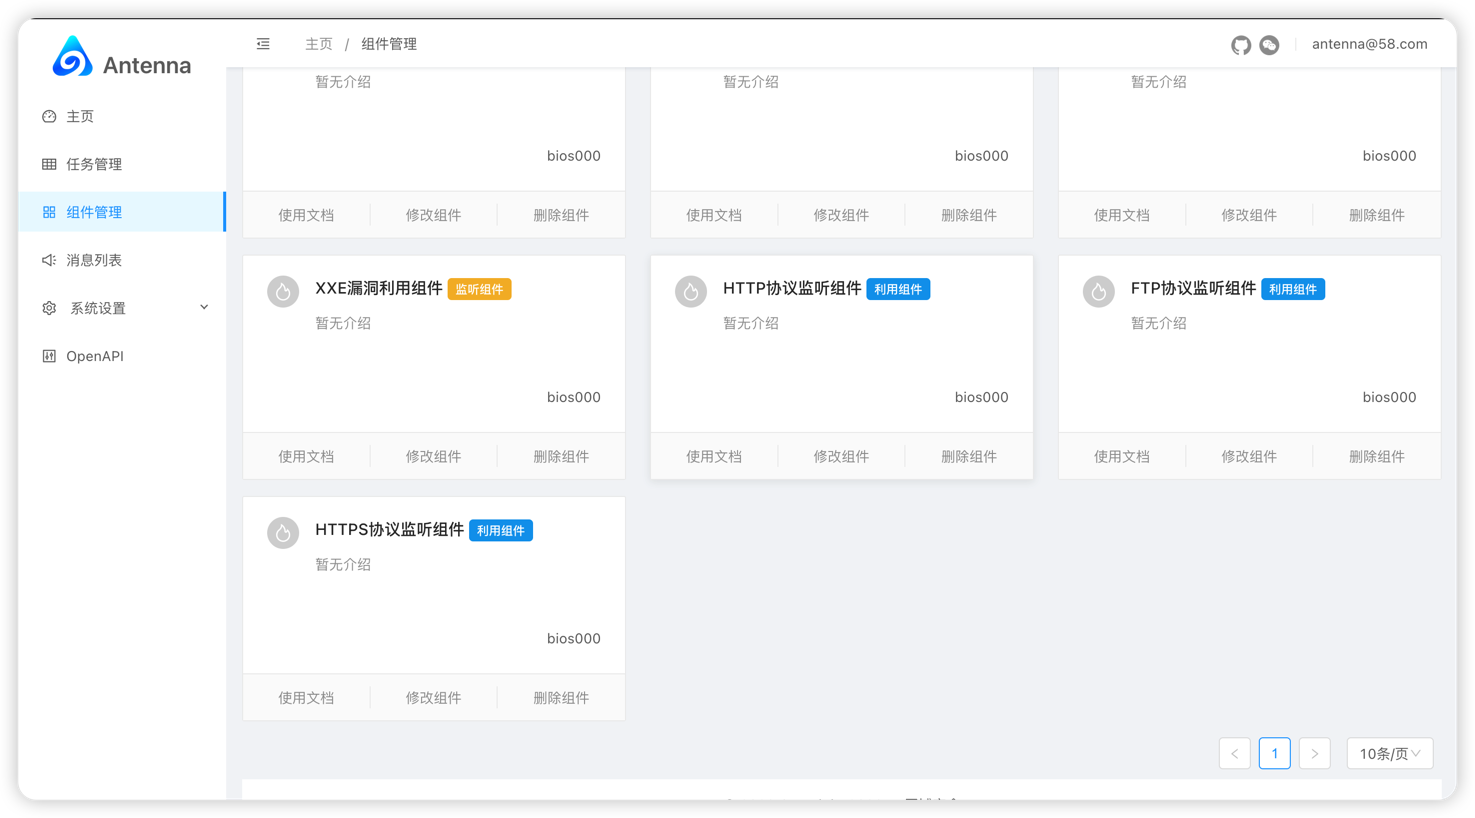 Antenna
主页 / 组件管理
antenna@58.com
主页
任务管理
组件管理
消息列表
系统设置
OpenAPI
暂无介绍
bios000
使用文档 修改组件 删除组件
暂无介绍
bios000
使用文档 修改组件 删除组件
暂无介绍
bios000
使用文档 修改组件 删除组件
XXE漏洞利用组件 监听组件
暂无介绍
bios000
使用文档 修改组件 删除组件
HTTP协议监听组件 利用组件
暂无介绍
bios000
使用文档 修改组件 删除组件
FTP协议监听组件 利用组件
暂无介绍
bios000
使用文档 修改组件 删除组件
HTTPS协议监听组件 利用组件
暂无介绍
bios000
使用文档 修改组件 删除组件
< 1 > 10条/页